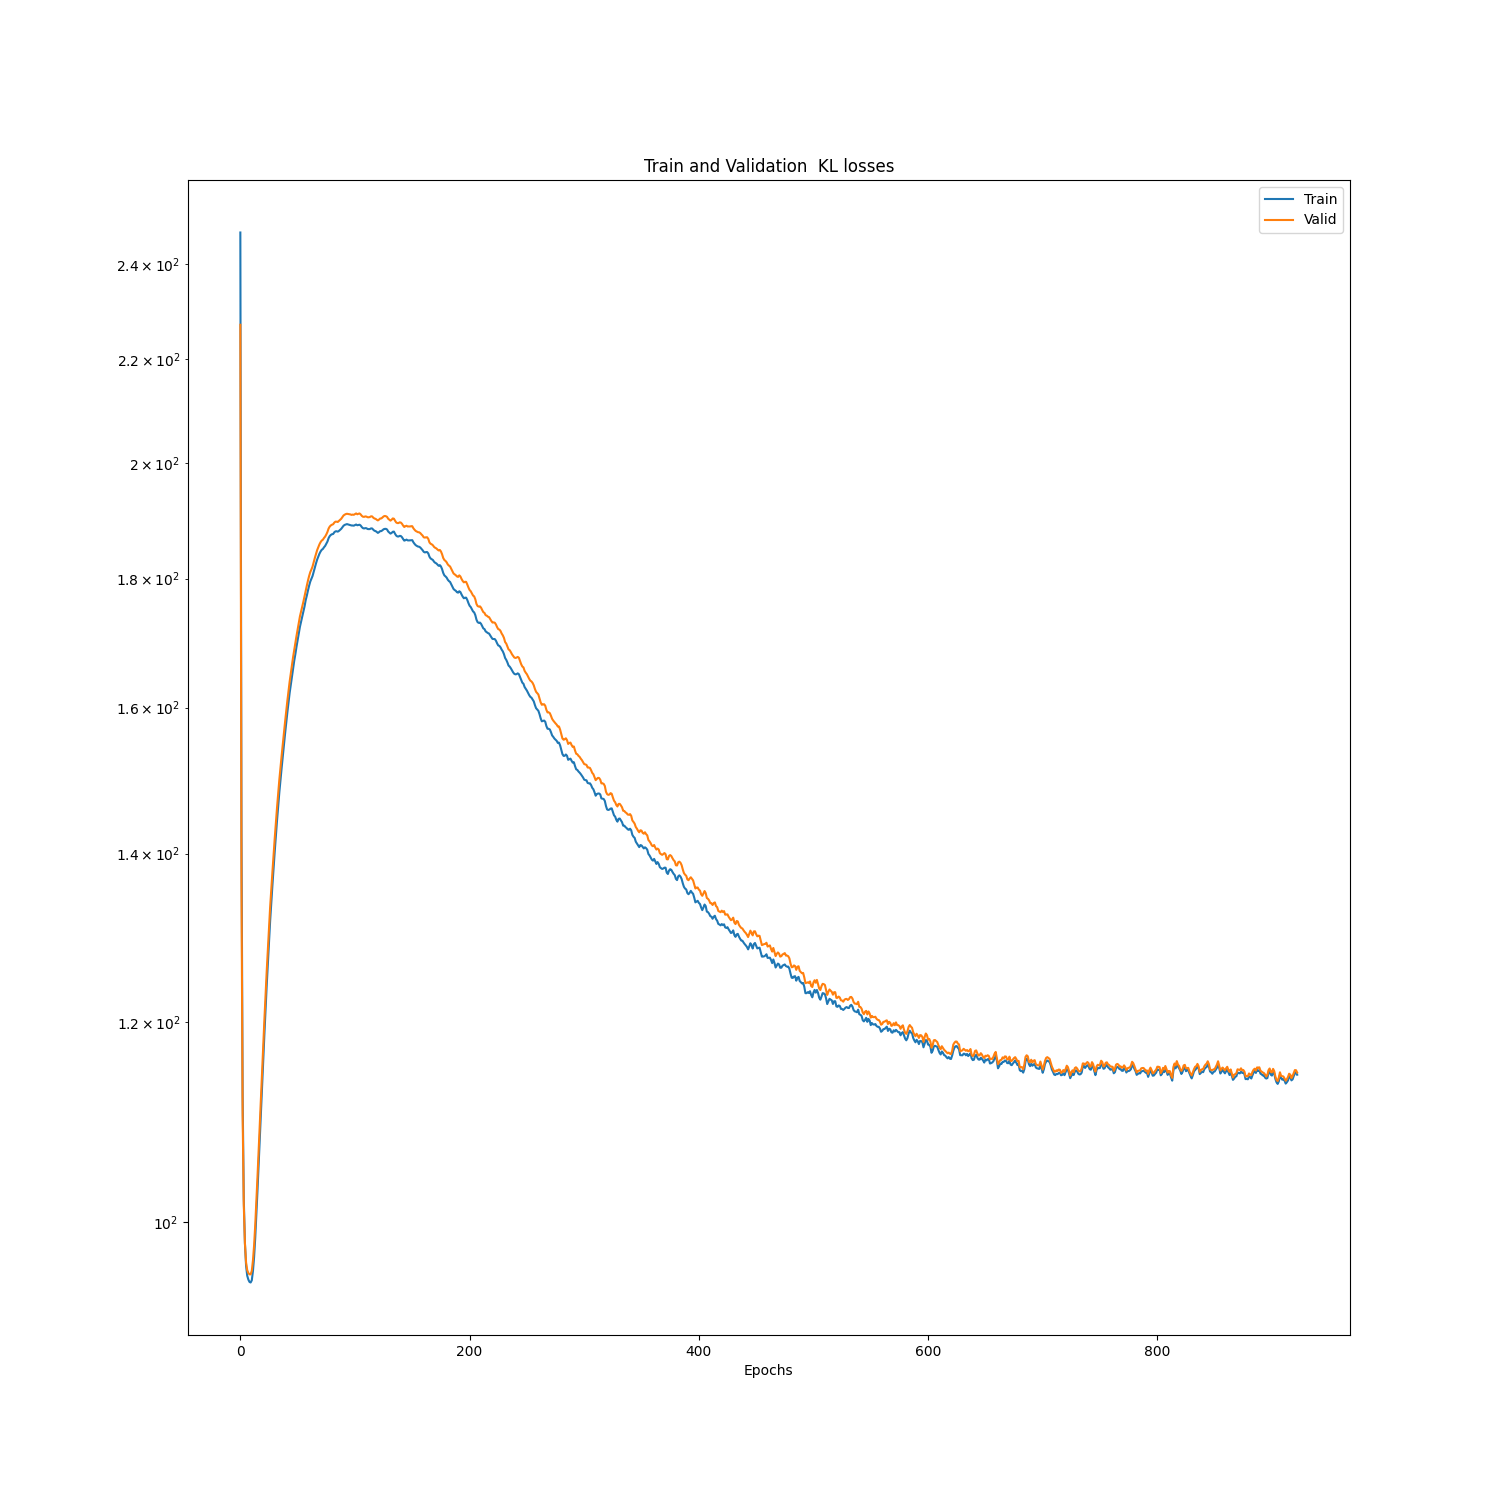 Train and Validation  KL losses
Train
Valid
2.4 × 10²
2.2 × 10²
2 × 10²
1.8 × 10²
1.6 × 10²
1.4 × 10²
1.2 × 10²
10²
0 200 400 600 800
Epochs